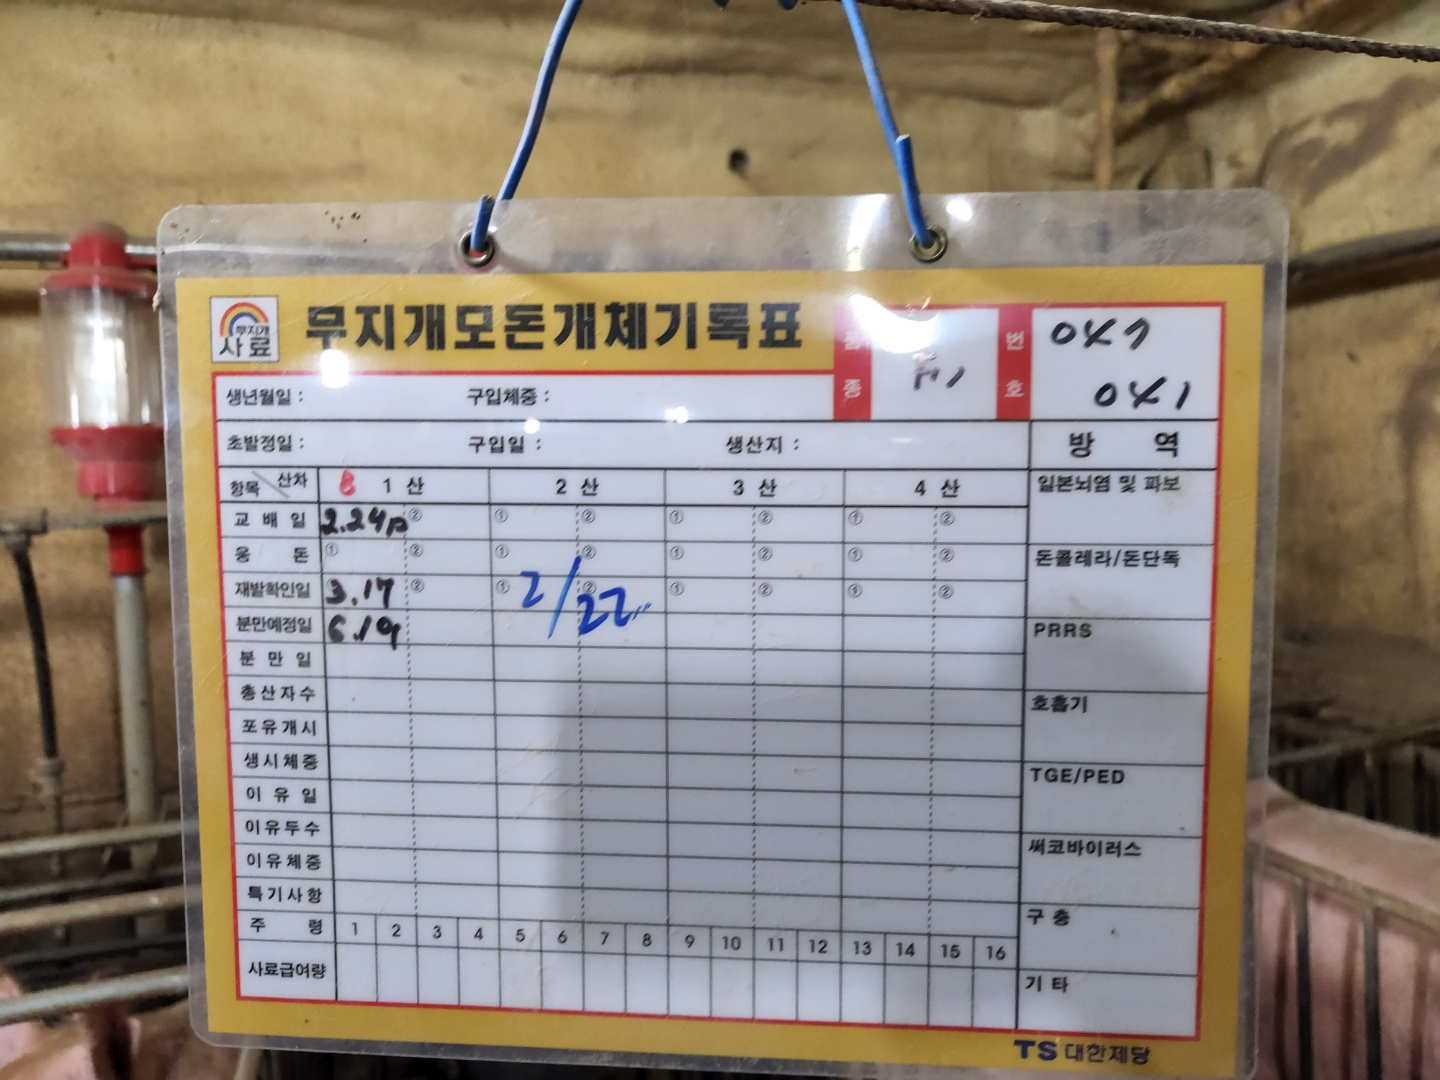 무지개
사료
무지개모돈개체기록표
품종
번호
0X7
0X1
생년월일 : 구입체중 :
초발정일 : 구입일 : 생산지 :
방 역
항목 산차 8 1 산 2 산 3 산 4 산
교 배 일 2.24p ② ① ② ① ② ① ②
웅 돈 ① ② ① ② ① ② ① ②
재발확인일 3.17 ② ① ② ① ② ① ②
2/22
분만예정일 6.19
분 만 일
총산자수
포유개시
생시체중
이 유 일
이유두수
이유체중
특기사항
주 령 1 2 3 4 5 6 7 8 9 10 11 12 13 14 15 16
사료급여량
일본뇌염 및 파보
돈콜레라/돈단독
PRRS
호흡기
TGE/PED
써코바이러스
구 충
기 타
TS 대한제당